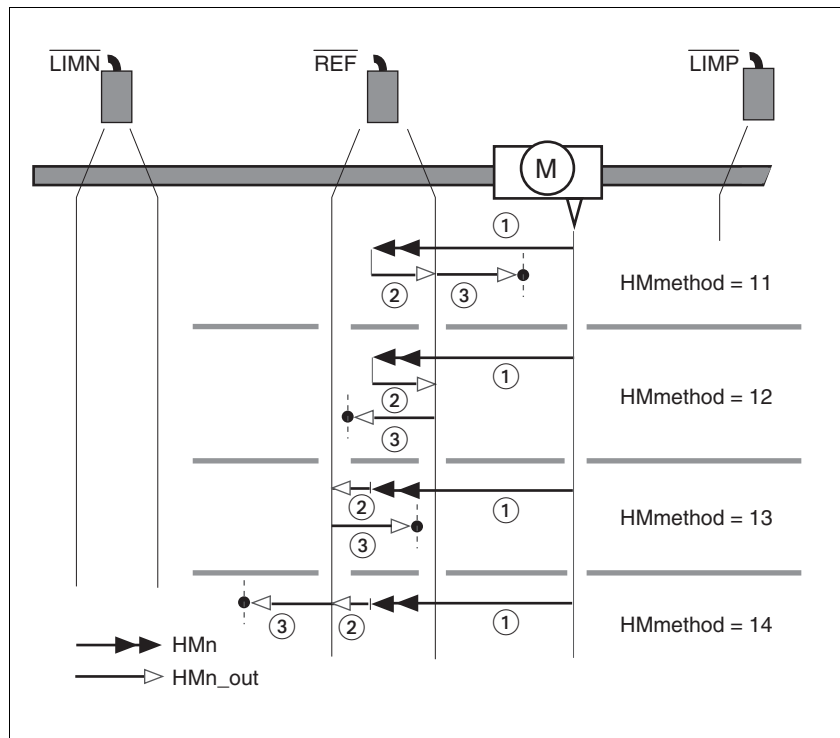 LIMN REF LIMP
M
1
2 3
HMmethod = 11
1
2
3
HMmethod = 12
2 1
3
HMmethod = 13
3 2 1
HMmethod = 14
HMn
HMn_out